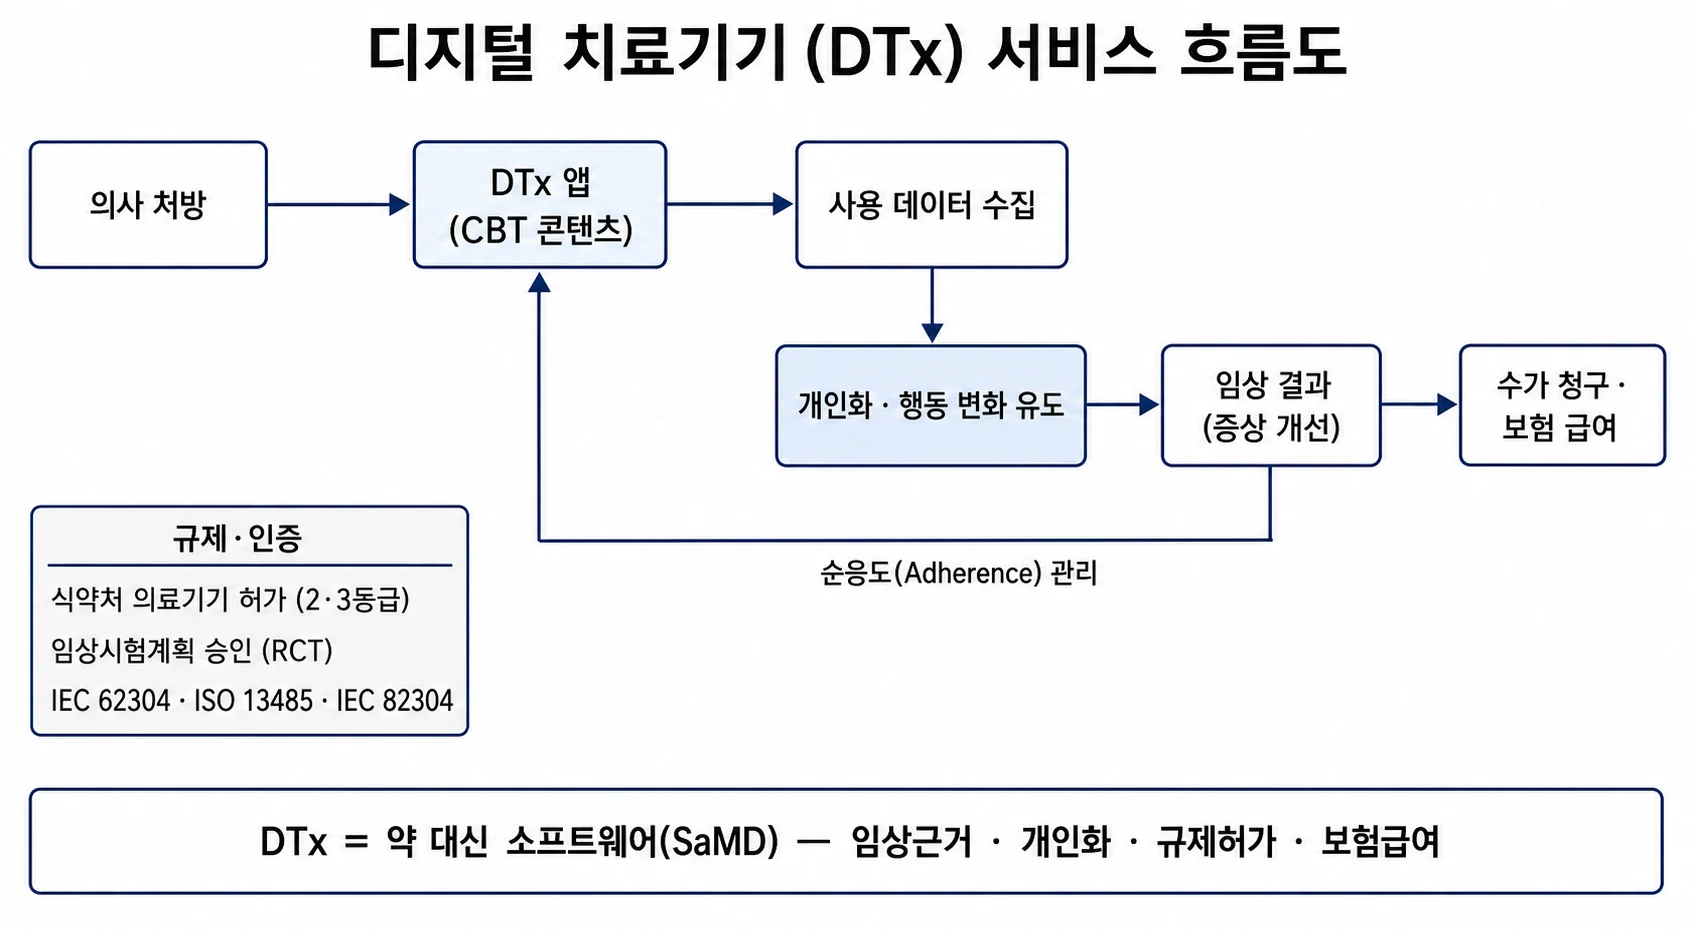 디지털 치료기기 (DTx) 서비스 흐름도
의사 처방
DTx 앱
(CBT 콘텐츠)
사용 데이터 수집
개인화 · 행동 변화 유도
임상 결과
(증상 개선)
수가 청구 ·
보험 급여
순응도(Adherence) 관리
규제 · 인증
식약처 의료기기 허가 (2 · 3동급)
임상시험계획 승인 (RCT)
IEC 62304 · ISO 13485 · IEC 82304
DTx = 약 대신 소프트웨어(SaMD) — 임상근거 · 개인화 · 규제허가 · 보험급여